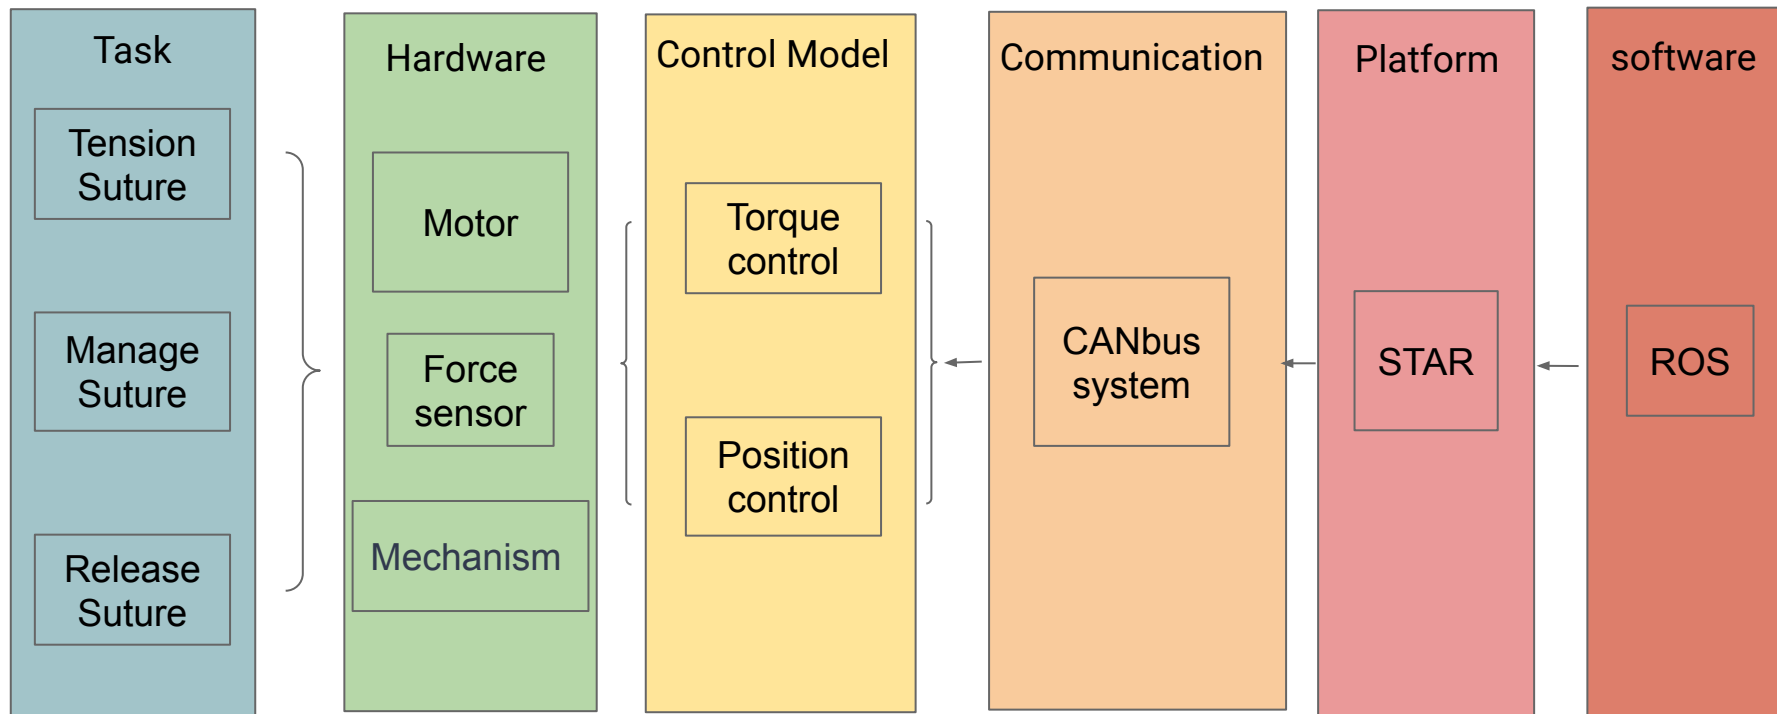 Task
Tension
Suture
Manage
Suture
Release
Suture
Hardware
Motor
Force
sensor
Mechanism
Control Model
Torque
control
Position
control
Communication
CANbus
system
Platform
STAR
software
ROS